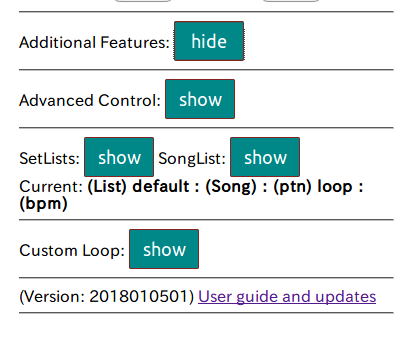 Additional Features: hide
Advanced Control: show
SetLists: show SongList: show
Current: (List) default : (Song) : (ptn) loop :
(bpm)
Custom Loop: show
(Version: 2018010501) User guide and updates